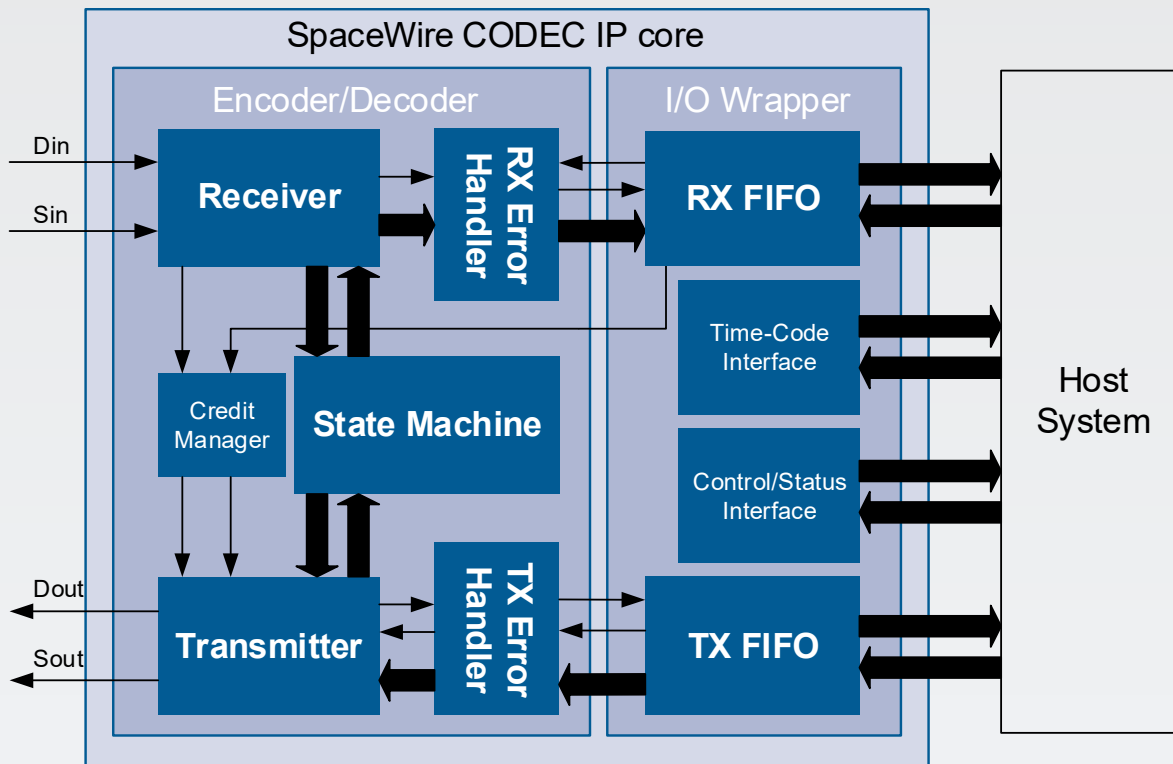 SpaceWire CODEC IP core
Encoder/Decoder
I/O Wrapper
Din
Sin
Receiver
RX Error
Handler
RX FIFO
Time-Code
Interface
Credit
Manager
State Machine
Control/Status
Interface
Host
System
Dout
Sout
Transmitter
TX Error
Handler
TX FIFO